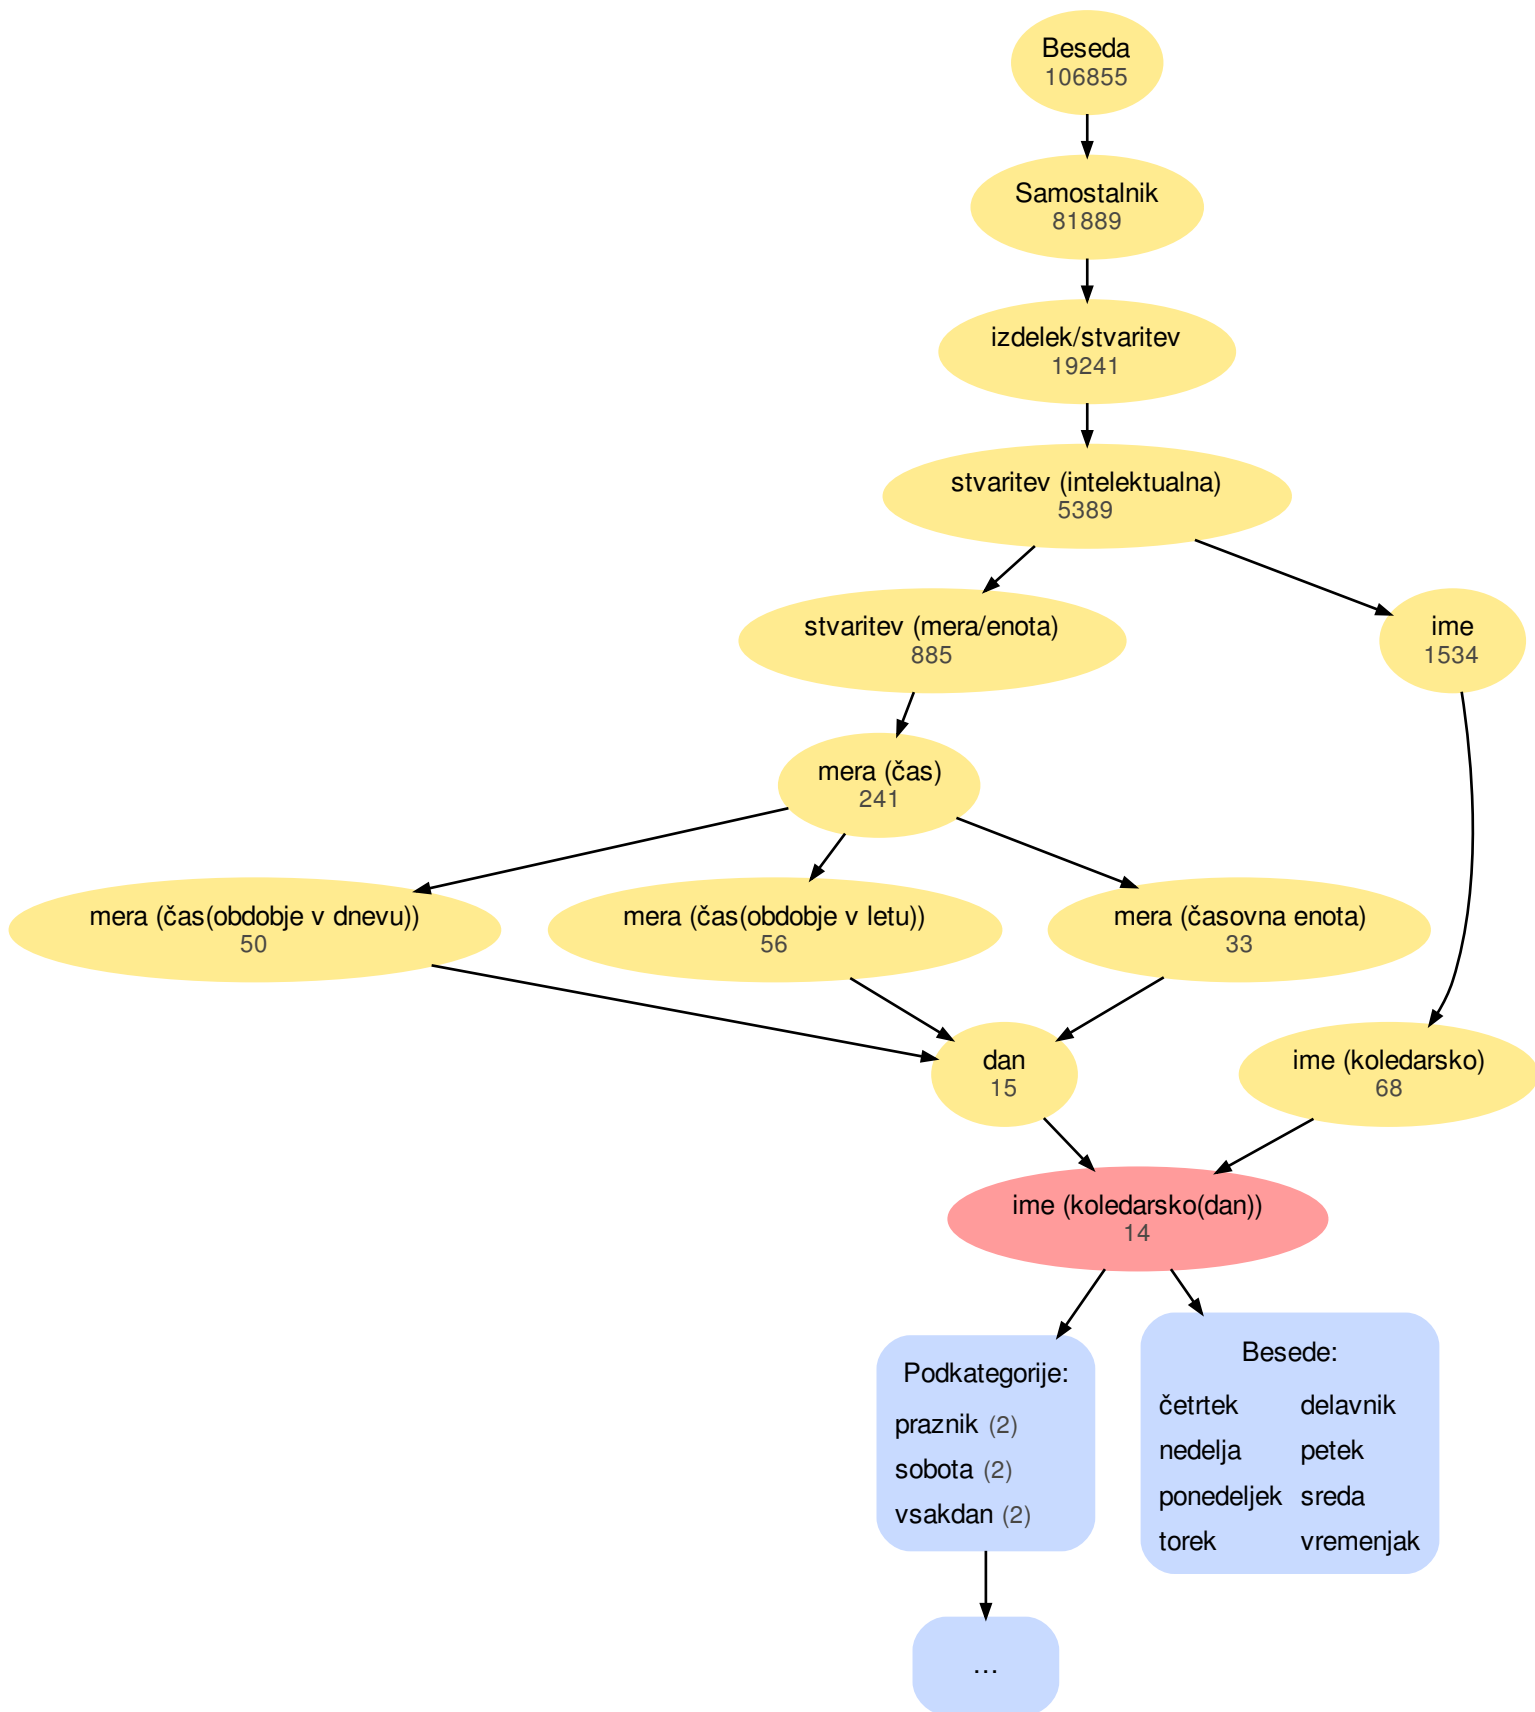 Beseda
106855
Samostalnik
81889
izdelek/stvaritev
19241
stvaritev (intelektualna)
5389
stvaritev (mera/enota)
885
ime
1534
mera (čas)
241
mera (čas(obdobje v dnevu))
50
mera (čas(obdobje v letu))
56
mera (časovna enota)
33
dan
15
ime (koledarsko)
68
ime (koledarsko(dan))
14
Podkategorije:
praznik (2)
sobota (2)
vsakdan (2)
Besede:
četrtek delavnik
nedelja petek
ponedeljek sreda
torek vremenjak
...